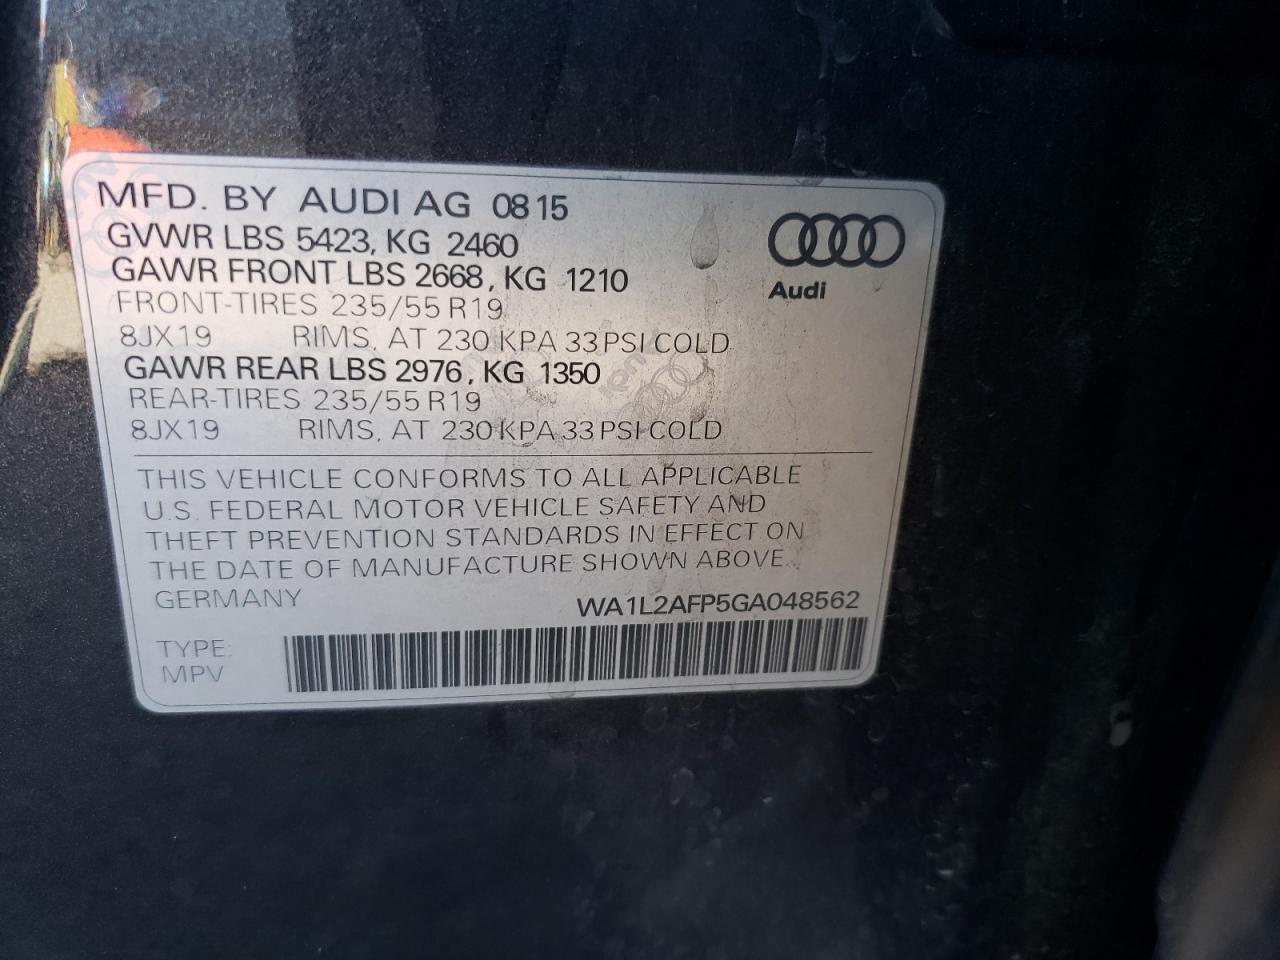 MFD. BY AUDI AG 08 15
GVWR LBS 5423, KG 2460
GAWR FRONT LBS 2668, KG 1210
FRONT-TIRES 235/55 R19
8JX19 RIMS, AT 230 KPA 33 PSI COLD
GAWR REAR LBS 2976, KG 1350
REAR-TIRES 235/55 R19
8JX19 RIMS, AT 230 KPA 33 PSI COLD
Audi
THIS VEHICLE CONFORMS TO ALL APPLICABLE
U.S. FEDERAL MOTOR VEHICLE SAFETY AND
THEFT PREVENTION STANDARDS IN EFFECT ON
THE DATE OF MANUFACTURE SHOWN ABOVE.
GERMANY WA1L2AFP5GA048562
TYPE:
MPV